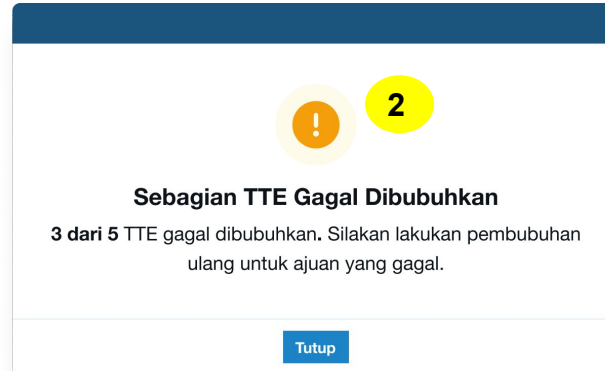 !
2
Sebagian TTE Gagal Dibubuhkan
3 dari 5 TTE gagal dibubuhkan. Silakan lakukan pembubuhan
ulang untuk ajuan yang gagal.
Tutup